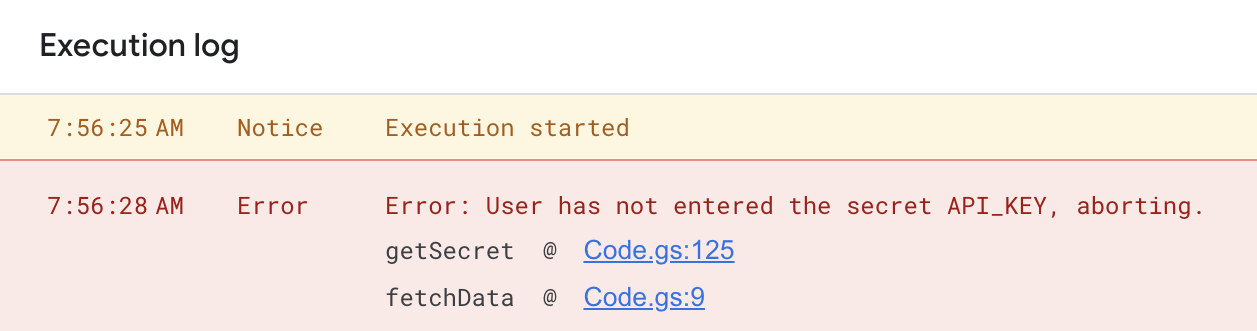 Execution log
7:56:25 AM Notice Execution started
7:56:28 AM Error Error: User has not entered the secret API_KEY, aborting.
getSecret @ Code.gs:125
fetchData @ Code.gs:9